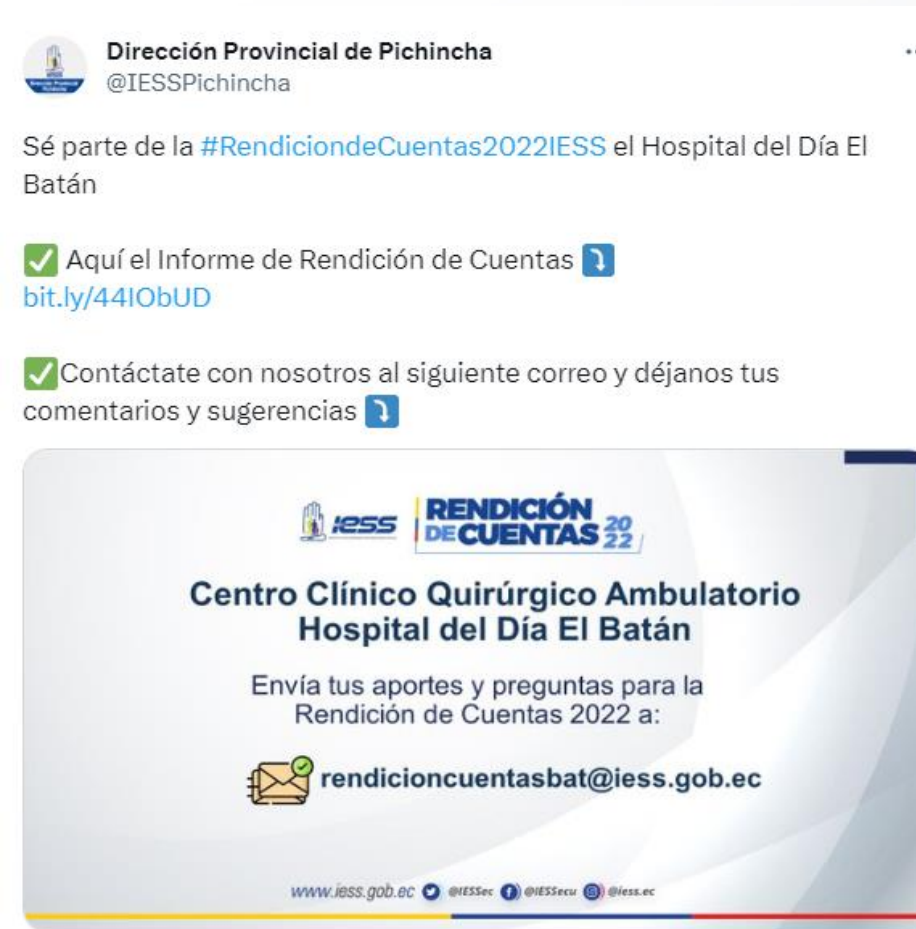 Dirección Provincial de Pichincha
@IESSPichincha
Sé parte de la #RendiciondeCuentas2022IESS el Hospital del Día El
Batán
✅ Aquí el Informe de Rendición de Cuentas ⤵️
bit.ly/44IObUD
✅Contáctate con nosotros al siguiente correo y déjanos tus
comentarios y sugerencias ⤵️
IESS
RENDICIÓN
DE CUENTAS 2022
Centro Clínico Quirúrgico Ambulatorio
Hospital del Día El Batán
Envía tus aportes y preguntas para la
Rendición de Cuentas 2022 a:
rendicioncuentasbat@iess.gob.ec
www.iess.gob.ec @IESSec @IESSecu @iess.ec